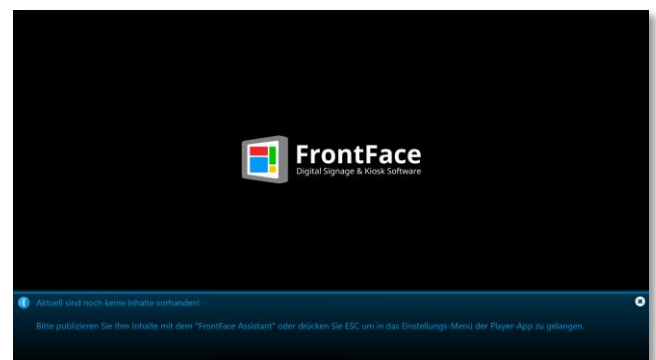 FrontFace
Digital Signage & Kiosk Software
Aktuell sind noch keine Inhalte vorhanden!
Bitte publizieren Sie Ihre Inhalte mit dem "FrontFace Assistant" oder drücken Sie ESC um in das Einstellungs-Menü der Player-App zu gelangen.